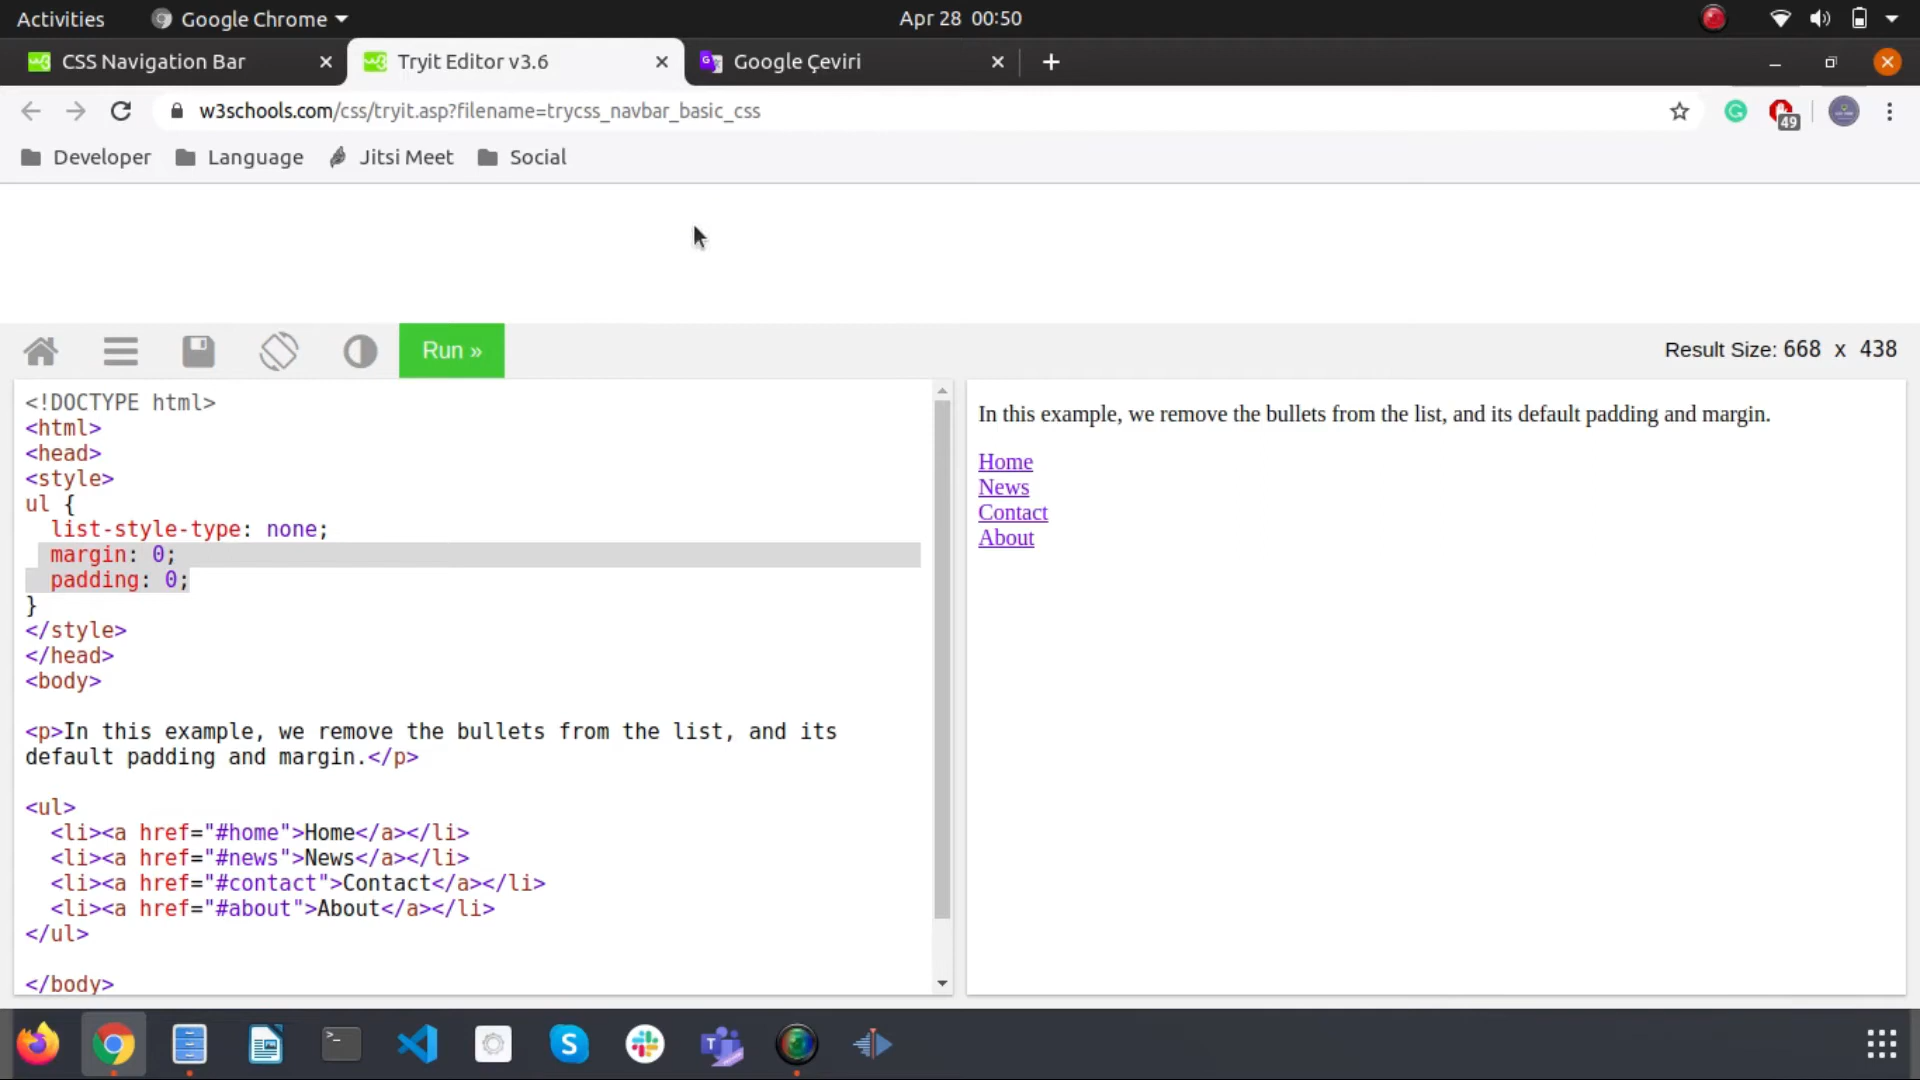 Activities Google Chrome Apr 28 00:50
CSS Navigation Bar Tryit Editor v3.6 Google Çeviri
w3schools.com/css/tryit.asp?filename=trycss_navbar_basic_css 49
Developer Language Jitsi Meet Social
Run » Result Size: 668 x 438
<!DOCTYPE html>
<html>
<head>
<style>
ul {
  list-style-type: none;
  margin: 0;
  padding: 0;
}
</style>
</head>
<body>
<p>In this example, we remove the bullets from the list, and its
default padding and margin.</p>
<ul>
  <li><a href="#home">Home</a></li>
  <li><a href="#news">News</a></li>
  <li><a href="#contact">Contact</a></li>
  <li><a href="#about">About</a></li>
</ul>
</body>
In this example, we remove the bullets from the list, and its default padding and margin.
Home
News
Contact
About